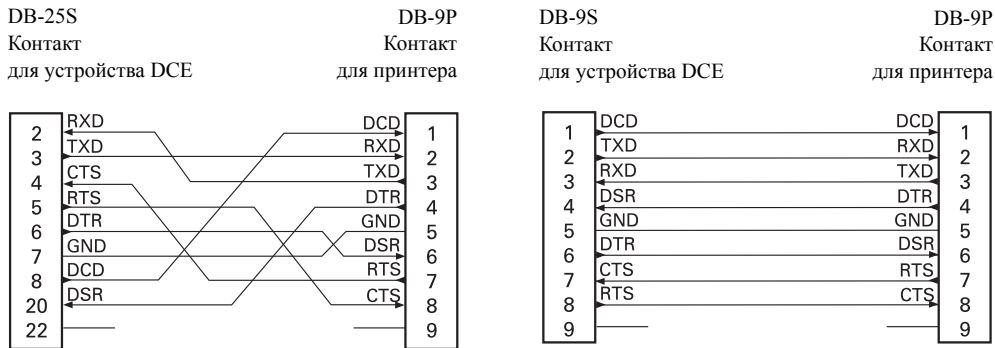 DB-25S DB-9P
Контакт Контакт
для устройства DCE для принтера
2 RXD DCD 1
3 TXD RXD 2
4 CTS TXD 3
5 RTS DTR 4
6 DTR GND 5
7 GND DSR 6
8 DCD RTS 7
20 DSR CTS 8
22 9
DB-9S DB-9P
Контакт Контакт
для устройства DCE для принтера
1 DCD DCD 1
2 TXD RXD 2
3 RXD TXD 3
4 DSR DTR 4
5 GND GND 5
6 DTR DSR 6
7 CTS RTS 7
8 RTS CTS 8
9 9